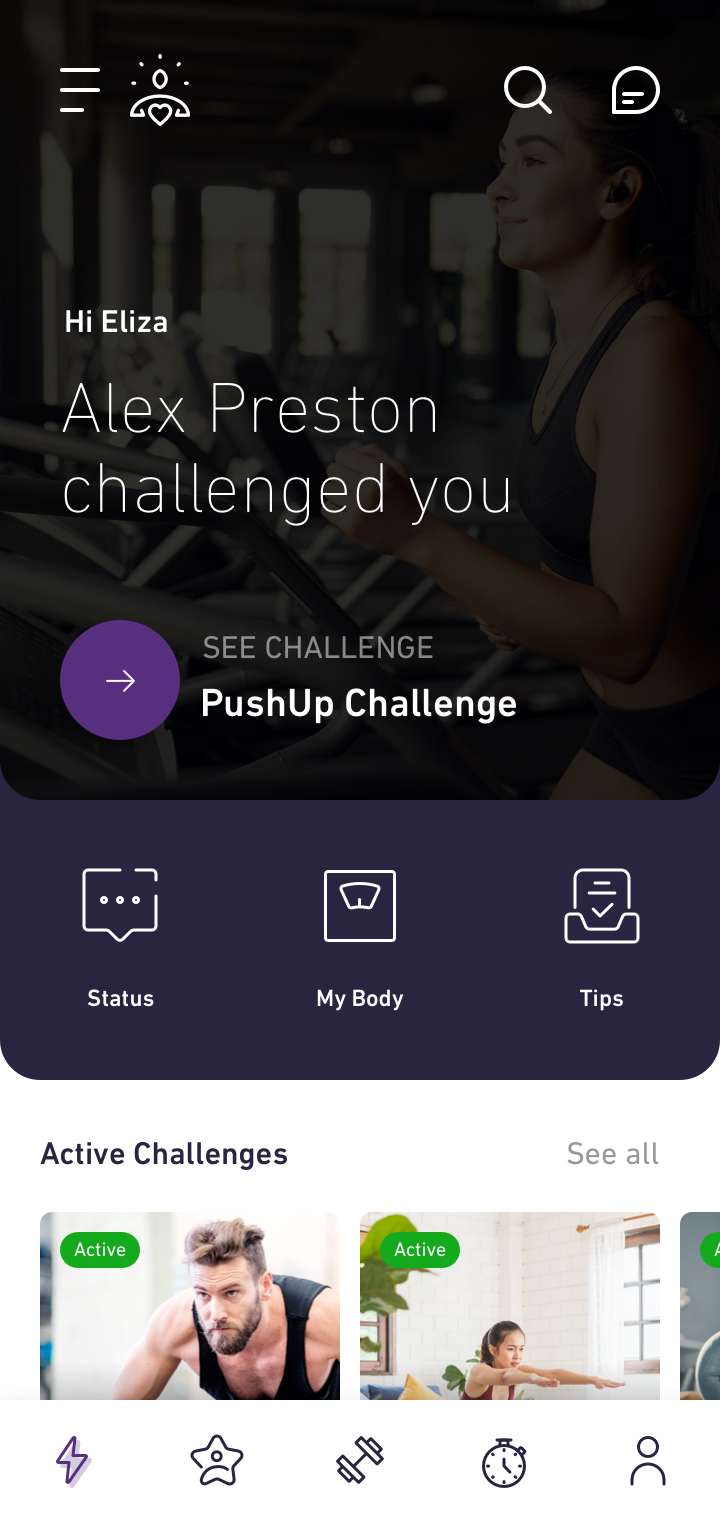 Hi Eliza
Alex Preston
challenged you
SEE CHALLENGE
PushUp Challenge
Status
My Body
Tips
Active Challenges
See all
Active
Active